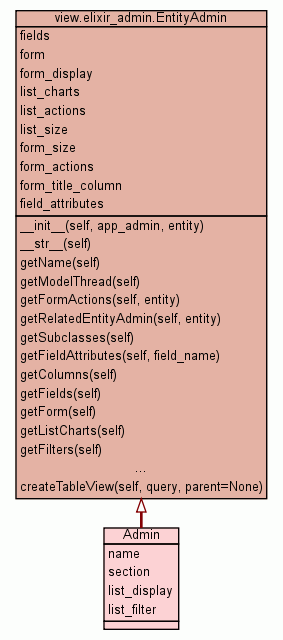 view.elixir_admin.EntityAdmin
fields
form
form_display
list_charts
list_actions
list_size
form_size
form_actions
form_title_column
field_attributes
__init__(self, app_admin, entity)
__str__(self)
getName(self)
getModelThread(self)
getFormActions(self, entity)
getRelatedEntityAdmin(self, entity)
getSubclasses(self)
getFieldAttributes(self, field_name)
getColumns(self)
getFields(self)
getForm(self)
getListCharts(self)
getFilters(self)
...
createTableView(self, query, parent=None)
Admin
name
section
list_display
list_filter